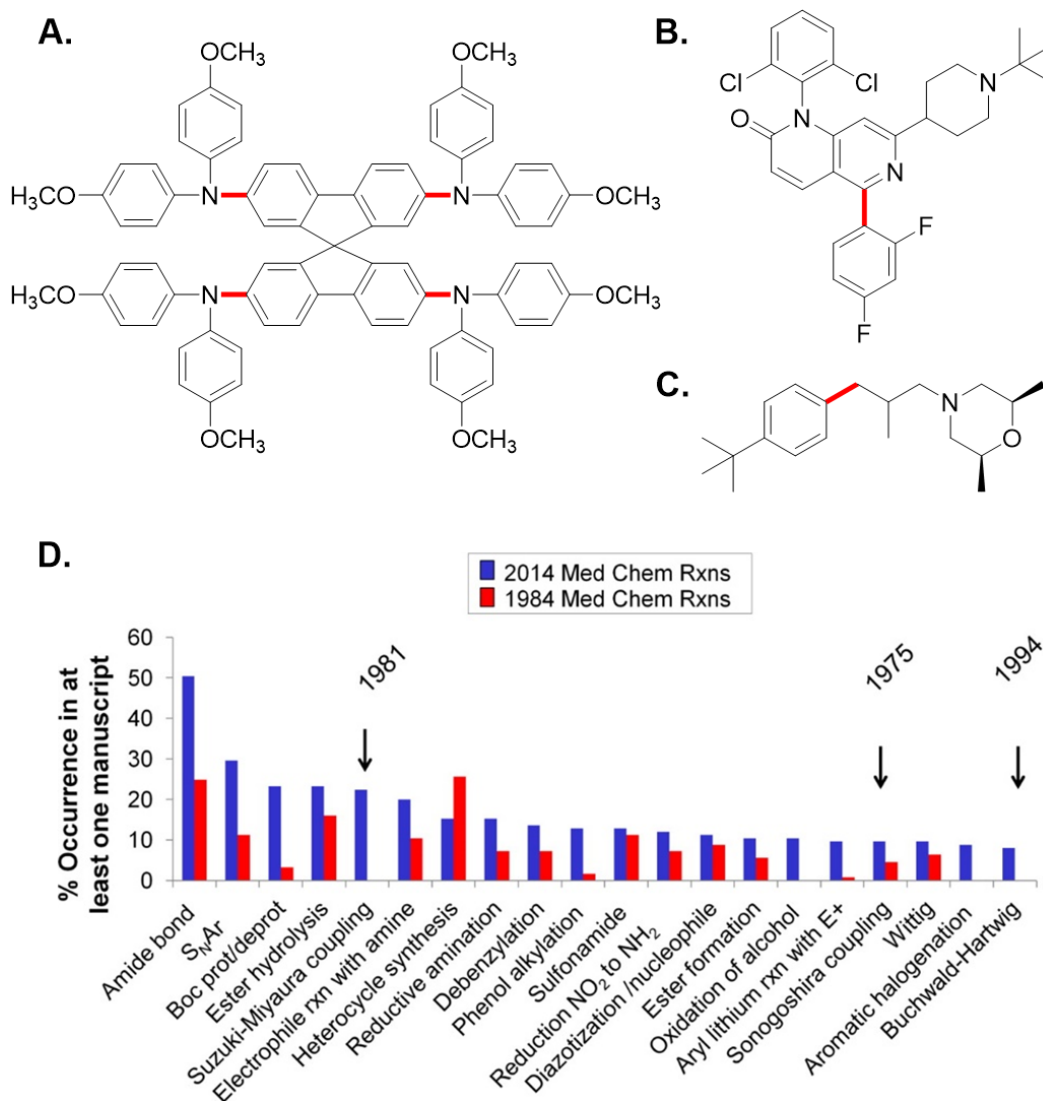 A.
OCH3
OCH3
H3CO
N
N
OCH3
H3CO
N
N
OCH3
OCH3
OCH3
B.
Cl
Cl
N
O
N
N
F
F
C.
N
O
D.
2014 Med Chem Rxns
1984 Med Chem Rxns
% Occurrence in at
least one manuscript
60
50
40
30
20
10
0
1981
1975
1994
Amide bond
SNAr
Boc prot/deprot
Ester hydrolysis
Suzuki-Miyaura coupling
Electrophile rxn with amine
Heterocycle synthesis
Reductive amination
Debenzylation
Phenol alkylation
Sulfonamide
Reduction NO2 to NH2
Diazotization /nucleophile
Ester formation
Oxidation of alcohol
Aryl lithium rxn with E+
Sonogoshira coupling
Wittig
Aromatic halogenation
Buchwald-Hartwig